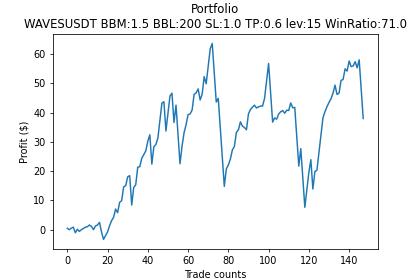 Portfolio
WAVESUSDT BBM:1.5 BBL:200 SL:1.0 TP:0.6 lev:15 WinRatio:71.0
Profit ($)
60
50
40
30
20
10
0
0 20 40 60 80 100 120 140
Trade counts